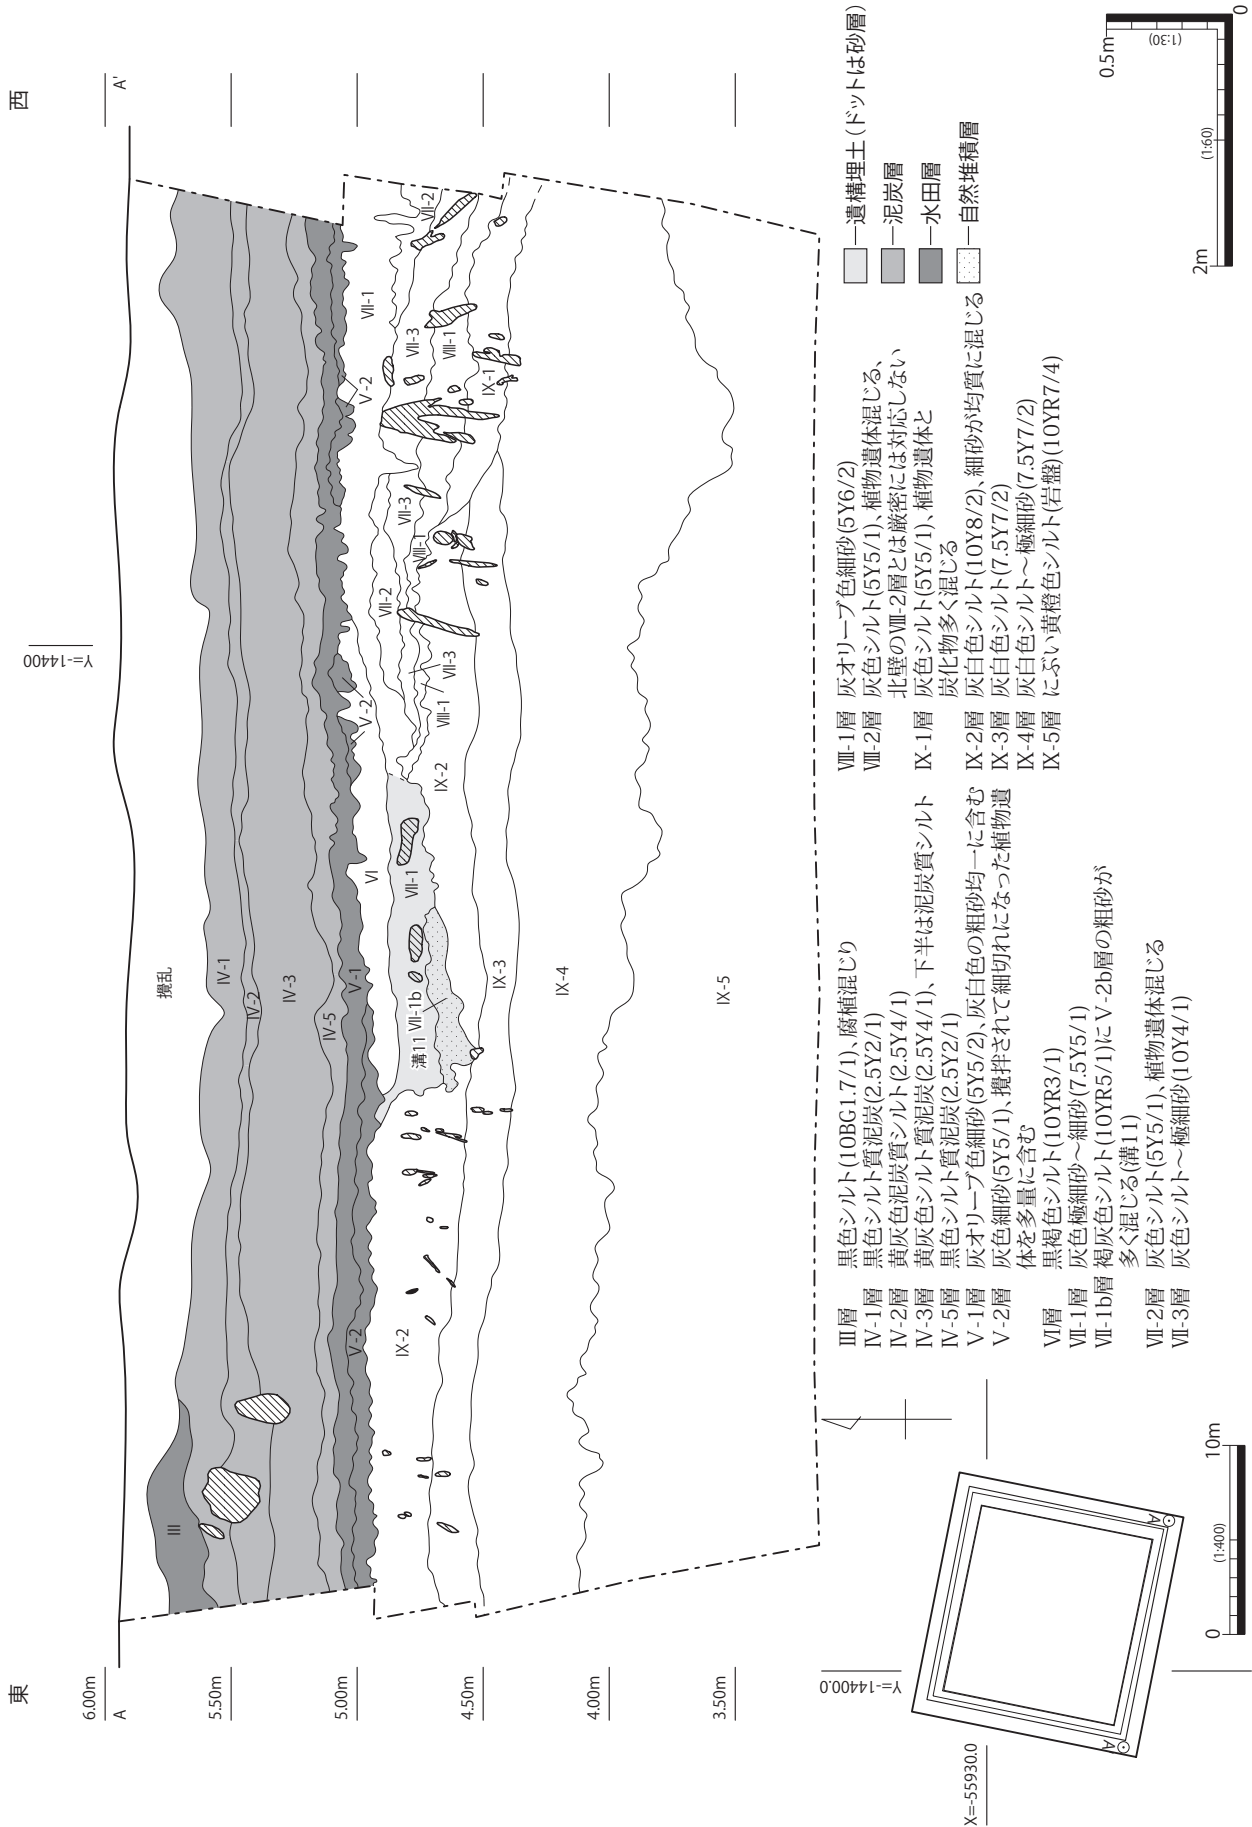 東
西
6.00m
A
A'
5.50m
5.00m
4.50m
4.00m
3.50m
Y=-14400
攪乱
III
IV-1
IV-2
IV-3
IV-5
V-1
V-2
V-2
V-2
VI
VII-1
VII-1
溝11
VII-1b
VII-2
VII-2
VII-3
VII-3
VII-3
VIII-1
VIII-1
VIII-1
IX-1
IX-2
IX-2
IX-3
IX-4
IX-5
X=-55930.0
Y=-14400.0
A
A'
0
10m
(1:400)
Ⅲ層 黒色シルト(10BG1.7/1)、腐植混じり
Ⅳ-1層 黒色シルト質泥炭(2.5Y2/1)
Ⅳ-2層 黄灰色泥炭質シルト(2.5Y4/1)
Ⅳ-3層 黄灰色シルト質泥炭(2.5Y4/1)、下半は泥炭質シルト
Ⅳ-5層 黒色シルト質泥炭(2.5Y2/1)
Ⅴ-1層 灰オリーブ色細砂(5Y5/2)、灰白色の粗砂均一に含む
Ⅴ-2層 灰色細砂(5Y5/1)、攪拌されて細切れになった植物遺
体を多量に含む
Ⅵ層 黒褐色シルト(10YR3/1)
Ⅶ-1層 灰色極細砂～細砂(7.5Y5/1)
Ⅶ-1b層 褐灰色シルト(10YR5/1)にⅤ-2b層の粗砂が
多く混じる(溝11)
Ⅶ-2層 灰色シルト(5Y5/1)、植物遺体混じる
Ⅶ-3層 灰色シルト～極細砂(10Y4/1)
Ⅷ-1層 灰オリーブ色細砂(5Y6/2)
Ⅷ-2層 灰色シルト(5Y5/1)、植物遺体混じる、
北壁のⅧ-2層とは厳密には対応しない
Ⅸ-1層 灰色シルト(5Y5/1)、植物遺体と
炭化物多く混じる
Ⅸ-2層 灰白色シルト(10Y8/2)、細砂が均質に混じる
Ⅸ-3層 灰白色シルト(7.5Y7/2)
Ⅸ-4層 灰白色シルト～極細砂(7.5Y7/2)
Ⅸ-5層 にぶい黄橙色シルト(岩盤)(10YR7/4)
遺構埋土（ドットは砂層）
泥炭層
水田層
自然堆積層
0.5m
(1:30)
0
(1:60)
2m